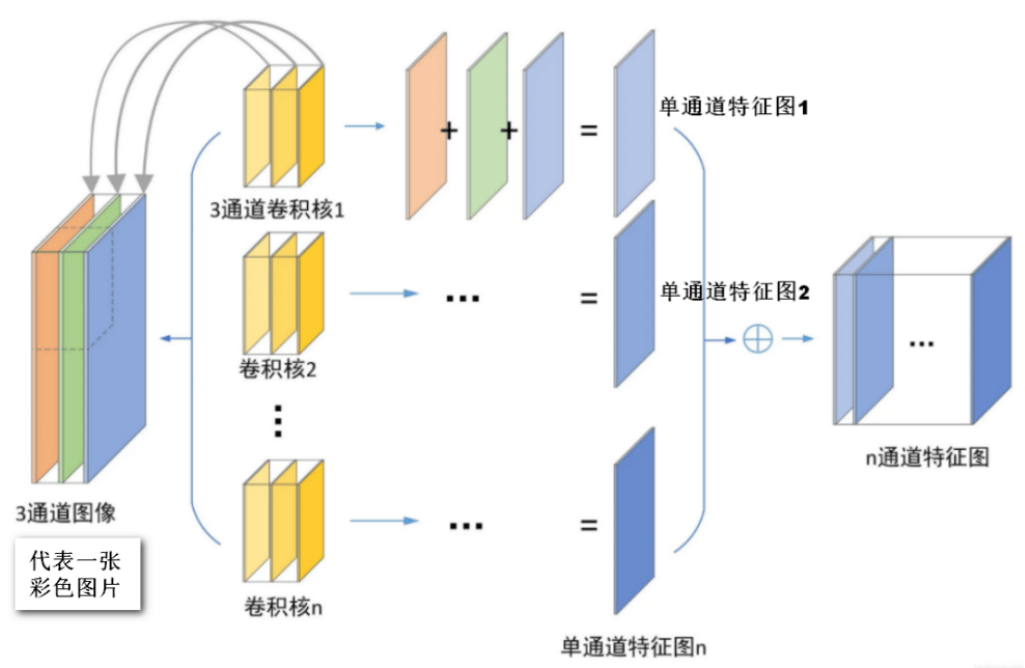 单通道特征图1
3通道卷积核1
+
+
=
单通道特征图2
...
=
卷积核2
...
n通道特征图
3通道图像
代表一张
彩色图片
...
=
卷积核n
单通道特征图n